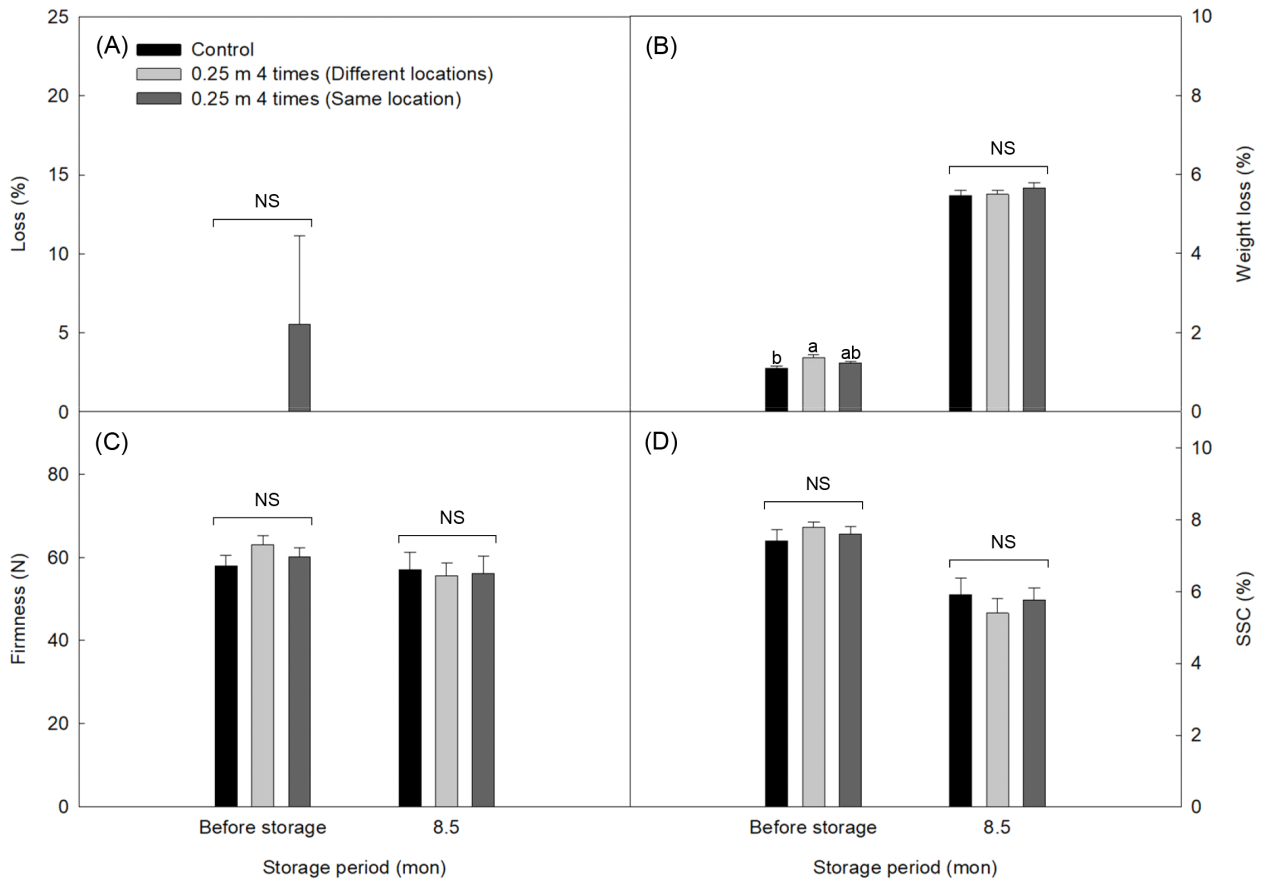 25
20
15
10
5
0
Loss (%)
(A)
Control
0.25 m 4 times (Different locations)
0.25 m 4 times (Same location)
NS
(B)
b
a
ab
NS
10
8
6
4
2
0
Weight loss (%)
80
60
40
20
0
Firmness (N)
(C)
NS
NS
Before storage
8.5
Storage period (mon)
(D)
NS
NS
10
8
6
4
2
0
SSC (%)
Before storage
8.5
Storage period (mon)